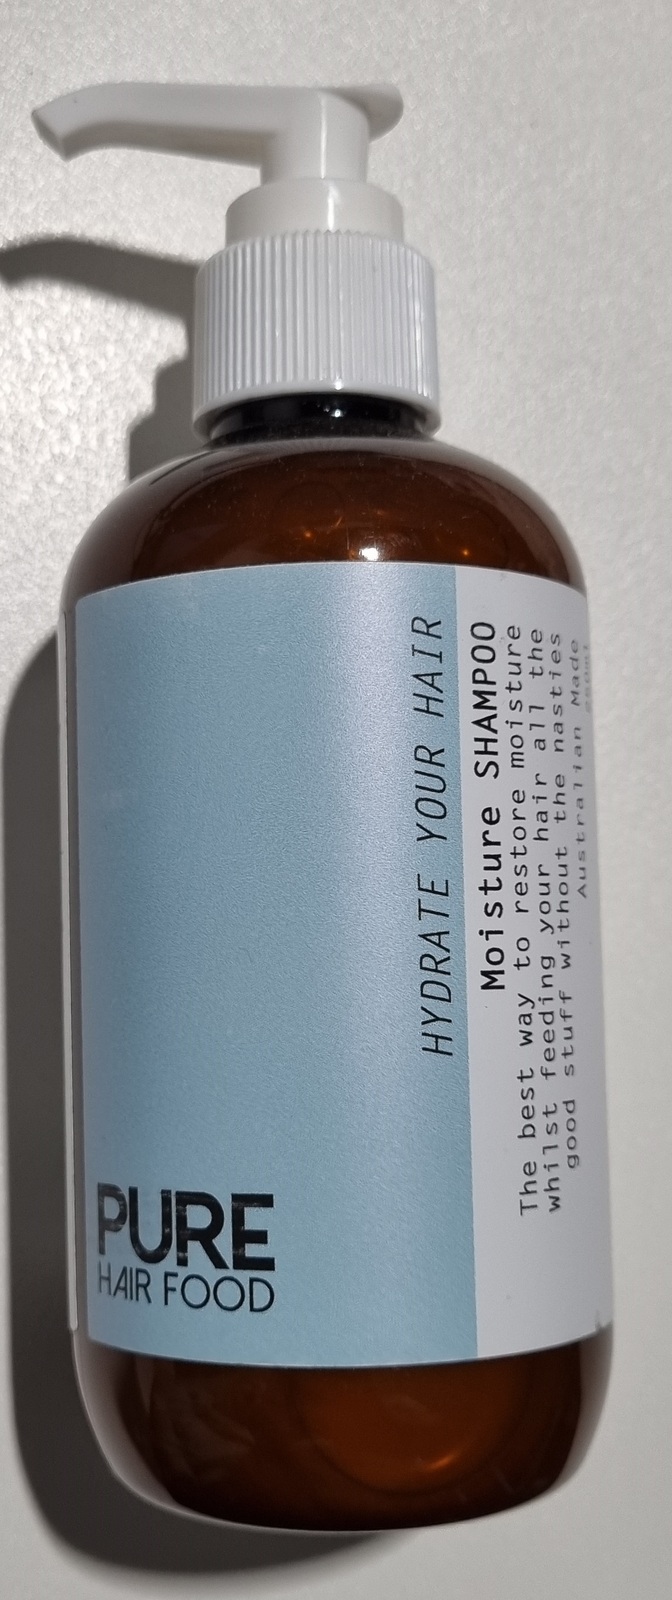 HYDRATE YOUR HAIR
Moisture SHAMPOO
The best way to restore moisture
whilst feeding your hair all the
good stuff without the nasties
Australian Made
250ml
PURE
HAIR FOOD